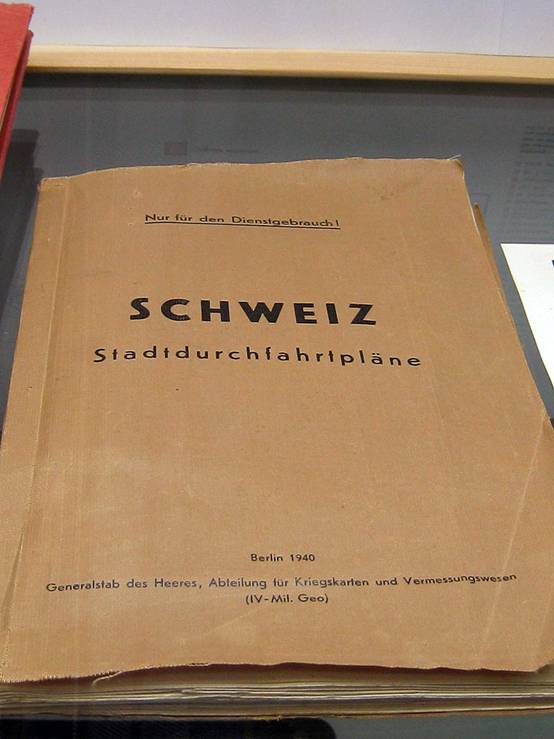 Nur für den Dienstgebrauch!
SCHWEIZ
Stadtdurchfahrtpläne
Berlin 1940
Generalstab des Heeres, Abteilung für Kriegskarten und Vermessungswesen
(IV-Mil. Geo)